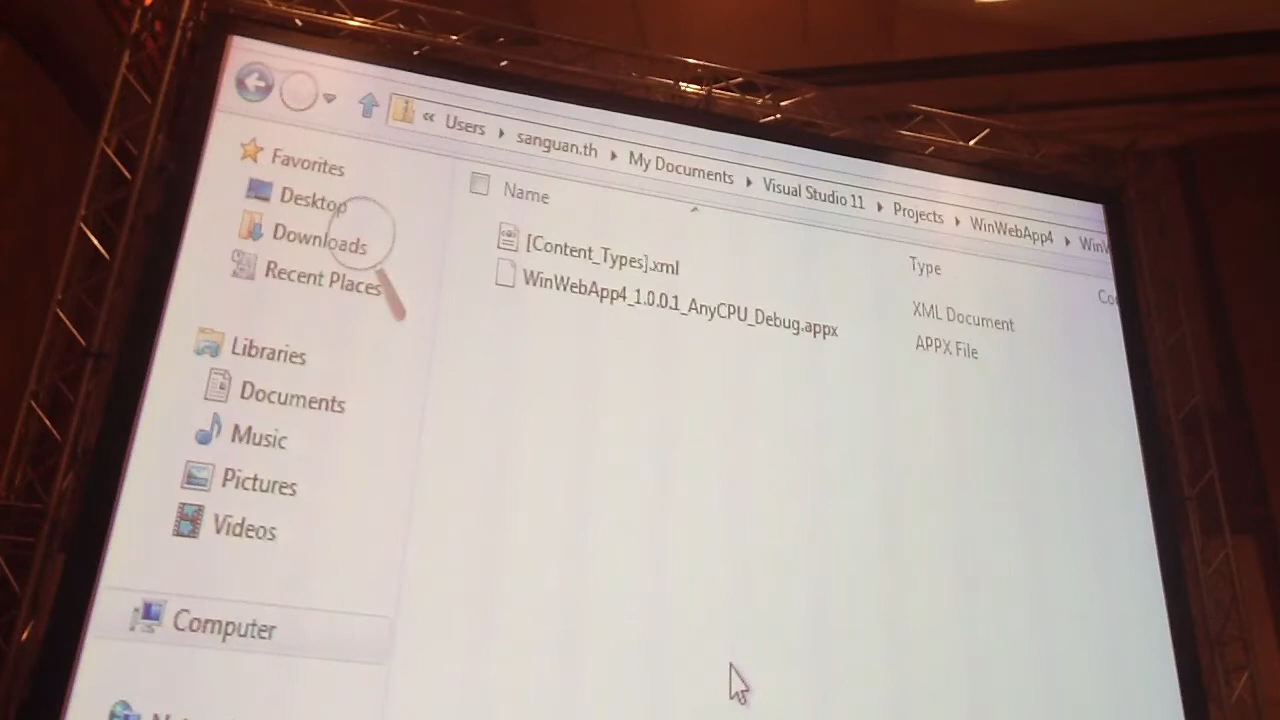 « Users ▸ sanguan.th ▸ My Documents ▸ Visual Studio 11 ▸ Projects ▸ WinWebApp4 ▸
Favorites
Desktop
Downloads
Recent Places
Libraries
Documents
Music
Pictures
Videos
Computer
Name
Type
[Content_Types].xml
XML Document
WinWebApp4_1.0.0.1_AnyCPU_Debug.appx
APPX File